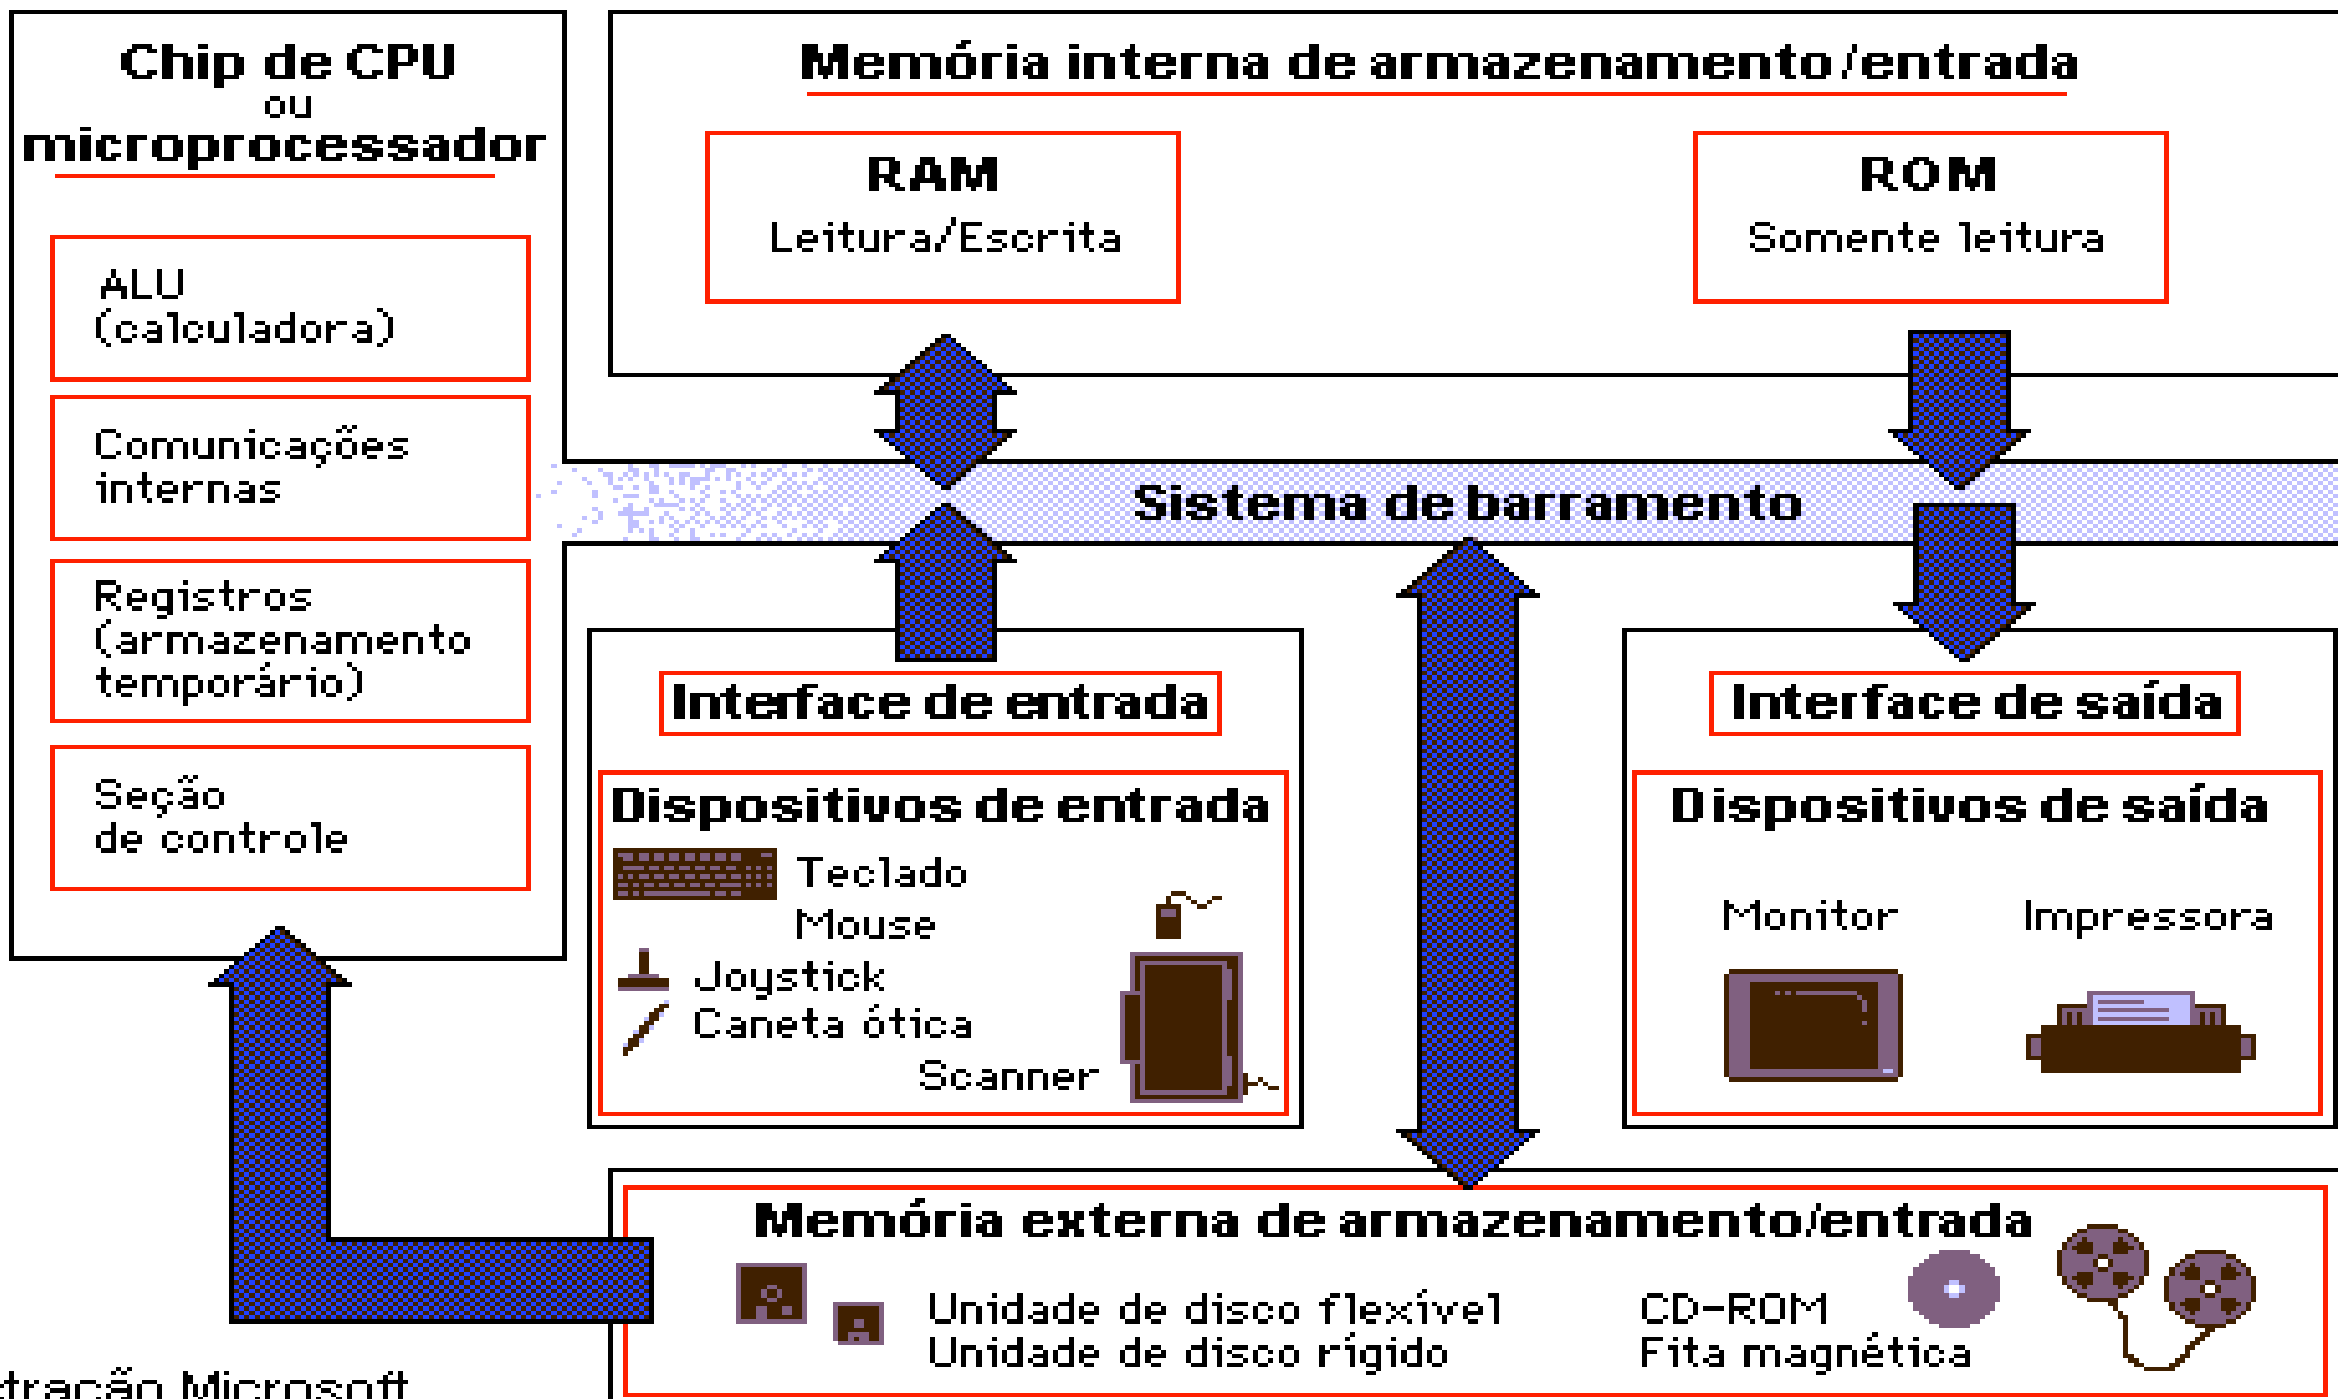 Chip de CPU
ou
microprocessador
ALU
(calculadora)
Comunicações
internas
Registros
(armazenamento
temporário)
Seção
de controle
Memória interna de armazenamento/entrada
RAM
Leitura/Escrita
ROM
Somente leitura
Sistema de barramento
Interface de entrada
Dispositivos de entrada
Teclado
Mouse
Joystick
Caneta ótica
Scanner
Interface de saída
Dispositivos de saída
Monitor
Impressora
Memória externa de armazenamento/entrada
Unidade de disco flexível
Unidade de disco rígido
CD-ROM
Fita magnética
Microsoft